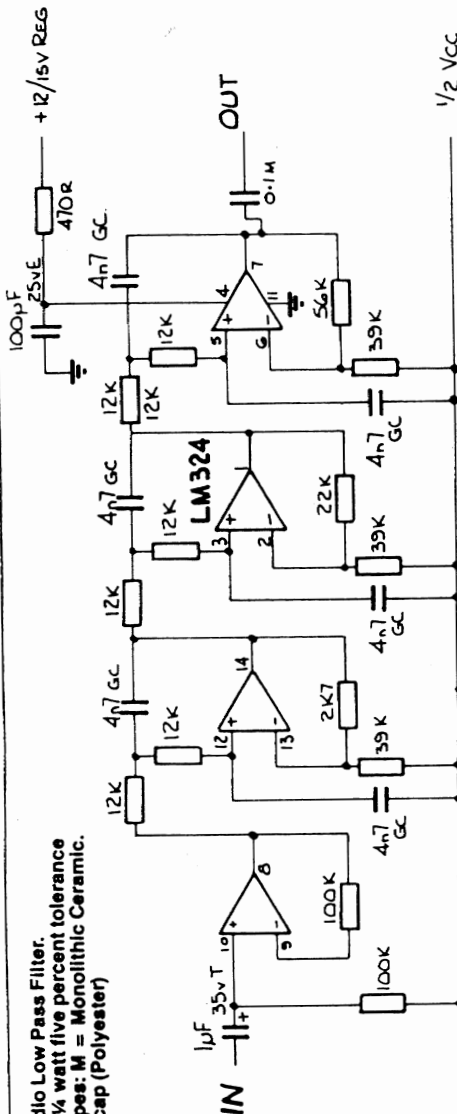 dio Low Pass Filter.
¼ watt five percent tolerance
pes: M = Monolithic Ceramic.
cap (Polyester)
+12/15V REG
470R
100µF
25vE
4n7 GC
4n7 GC
4n7 GC
12K
12K
12K
12K
12K
12K
OUT
0.1M
IN
1µF
35vT
+
10
+
9
-
8
100K
100K
12
+
13
-
14
2K7
39K
4n7
GC
LM324
3
+
2
-
1
22K
39K
4n7
GC
5
+
6
-
4
11
7
56K
39K
4n7
GC
1/2 VCC